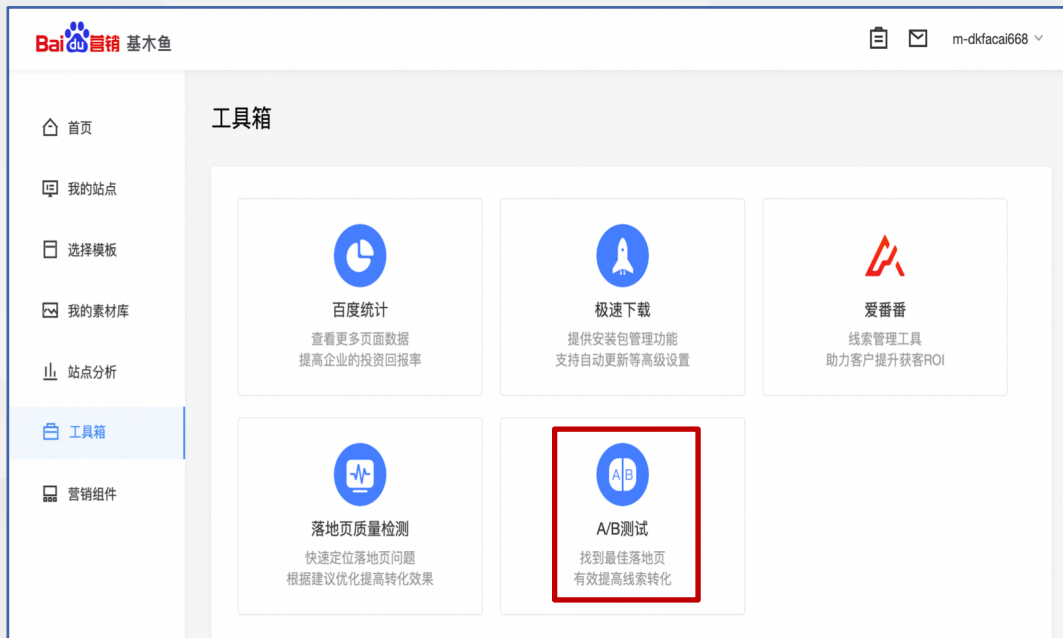 Baidu营销 基木鱼
m-dkfacai668
首页
我的站点
选择模板
我的素材库
站点分析
工具箱
营销组件
工具箱
百度统计
查看更多页面数据
提高企业的投资回报率
极速下载
提供安装包管理功能
支持自动更新等高级设置
爱番番
线索管理工具
助力客户提升获客ROI
落地页质量检测
快速定位落地页问题
根据建议优化提高转化效果
A B
A/B测试
找到最佳落地页
有效提高线索转化